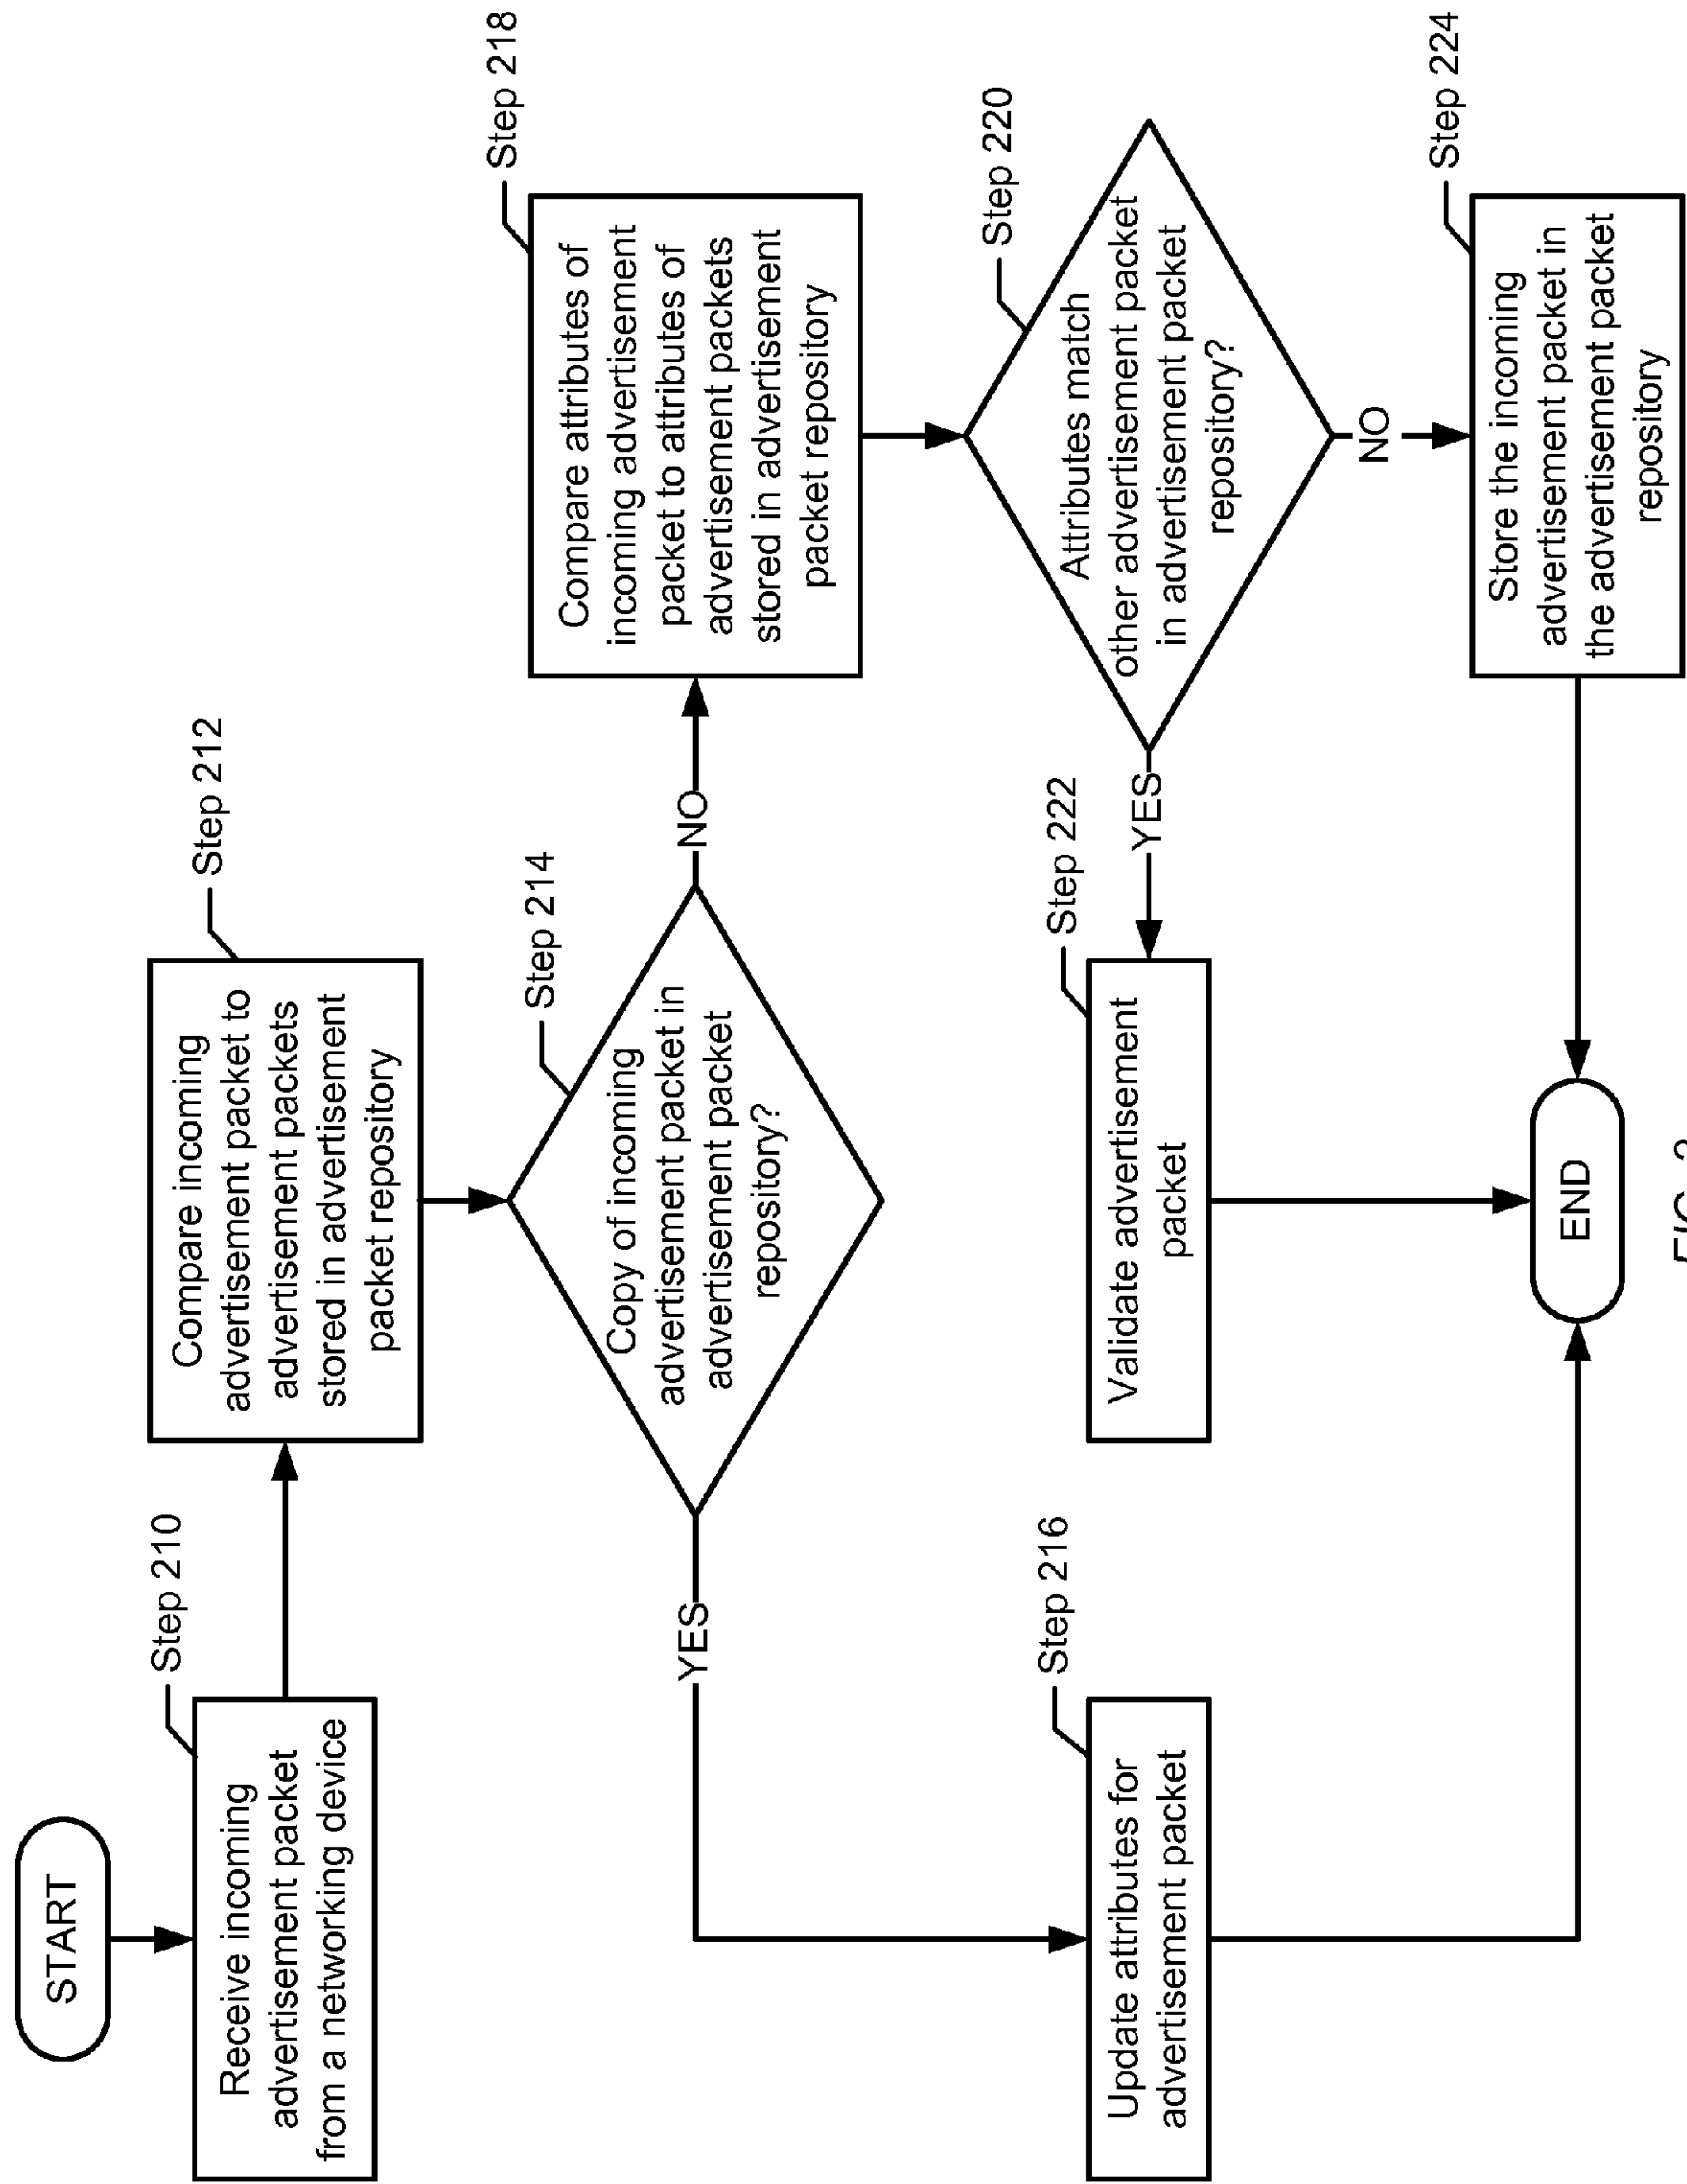 START
Step 210
Receive incoming
advertisement packet
from a networking device
Step 212
Compare incoming
advertisement packet to
advertisement packets
stored in advertisement
packet repository
Step 214
Copy of incoming
advertisement packet in
advertisement packet
repository?
YES
NO
Step 216
Update attributes for
advertisement packet
Step 218
Compare attributes of
incoming advertisement
packet to attributes of
advertisement packets
stored in advertisement
packet repository
Step 220
Attributes match
other advertisement packet
in advertisement packet
repository?
YES
NO
Step 222
Validate advertisement
packet
Step 224
Store the incoming
advertisement packet in
the advertisement packet
repository
END
FIG.